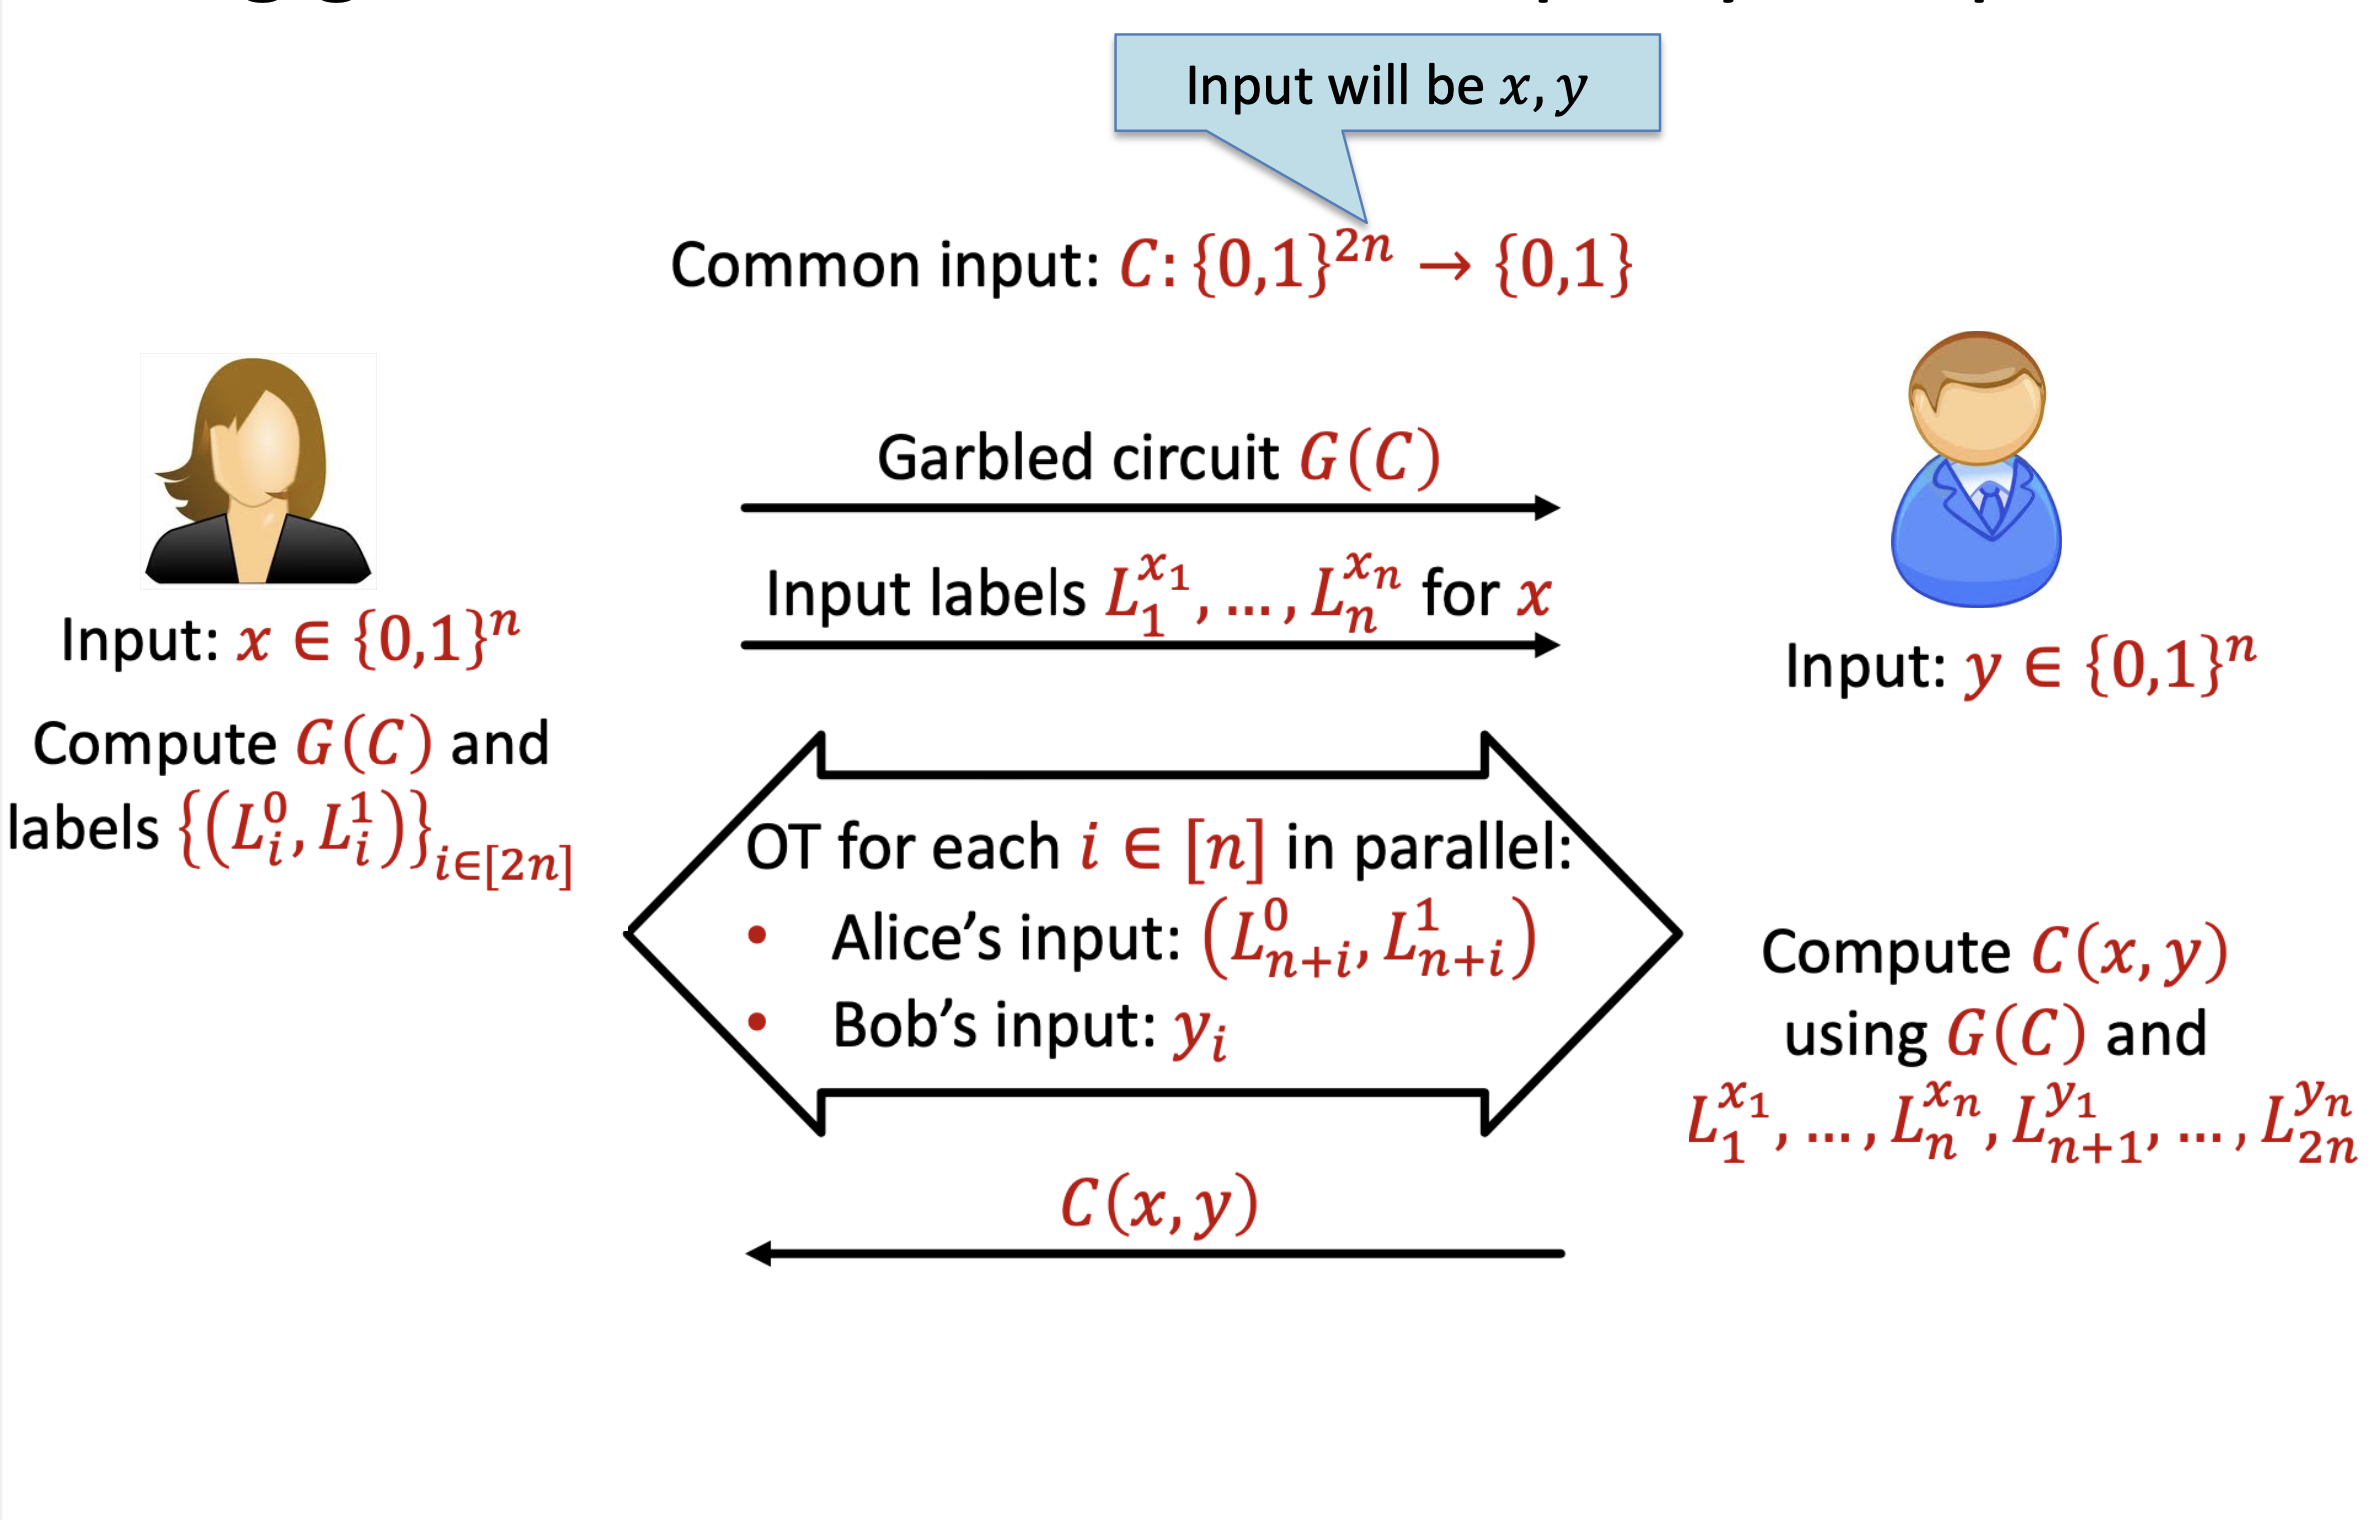 Input will be x, y
Common input: C: {0,1}^{2n} → {0,1}
Garbled circuit G(C)
Input labels L_1^{x_1}, … , L_n^{x_n} for x
Input: x ∈ {0,1}^n
Input: y ∈ {0,1}^n
Compute G(C) and
labels {(L_i^0, L_i^1)}_{i∈[2n]}
OT for each i ∈ [n] in parallel:
• Alice’s input: (L_{n+i}^0, L_{n+i}^1)
• Bob’s input: y_i
Compute C(x, y)
using G(C) and
L_1^{x_1}, … , L_n^{x_n}, L_{n+1}^{y_1}, … , L_{2n}^{y_n}
C(x, y)